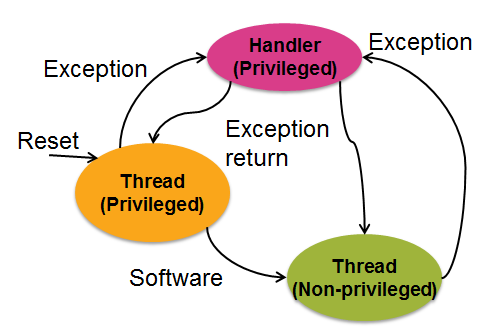 Handler
(Privileged)
Exception
Exception
Reset
Exception
return
Thread
(Privileged)
Software
Thread
(Non-privileged)